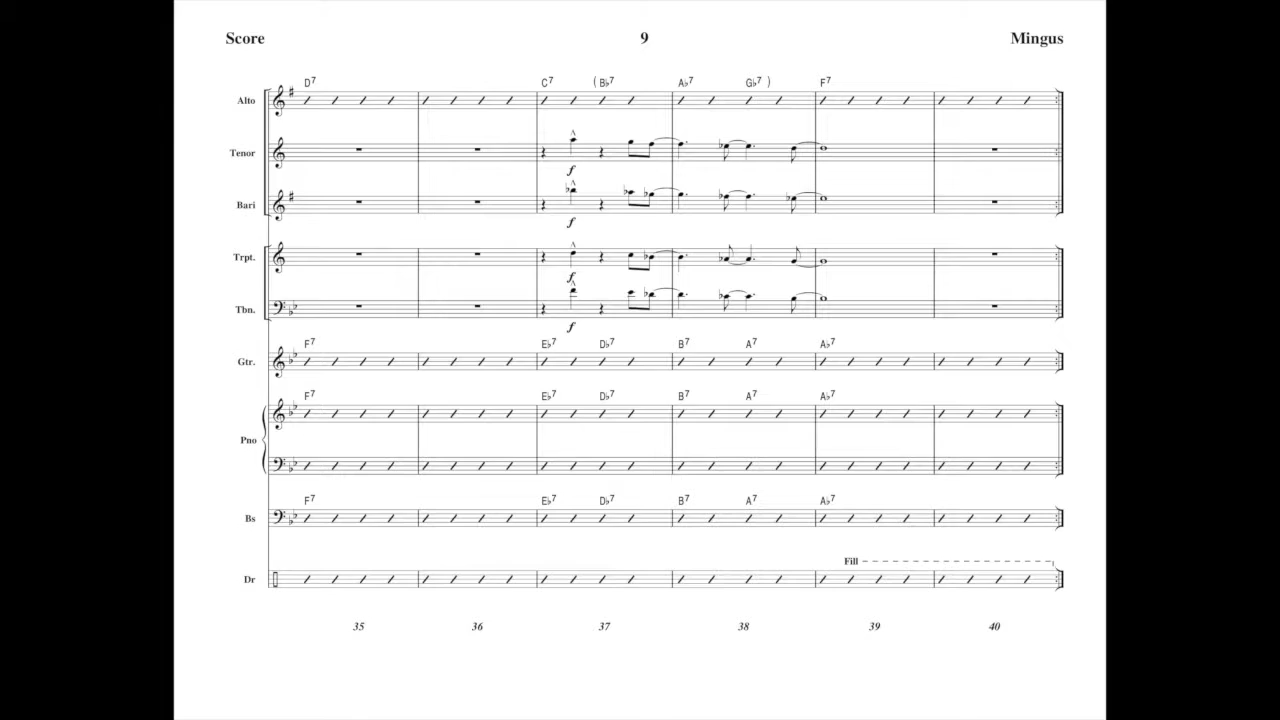 Score 9 Mingus
D7 C7 (B♭7 A♭7 G♭7) F7
Alto
Tenor
f
Bari
f
Trpt.
f
Tbn.
f
F7 E♭7 D♭7 B7 A7 A♭7
Gtr.
F7 E♭7 D♭7 B7 A7 A♭7
Pno
F7 E♭7 D♭7 B7 A7 A♭7
Bs
Fill
Dr
35 36 37 38 39 40